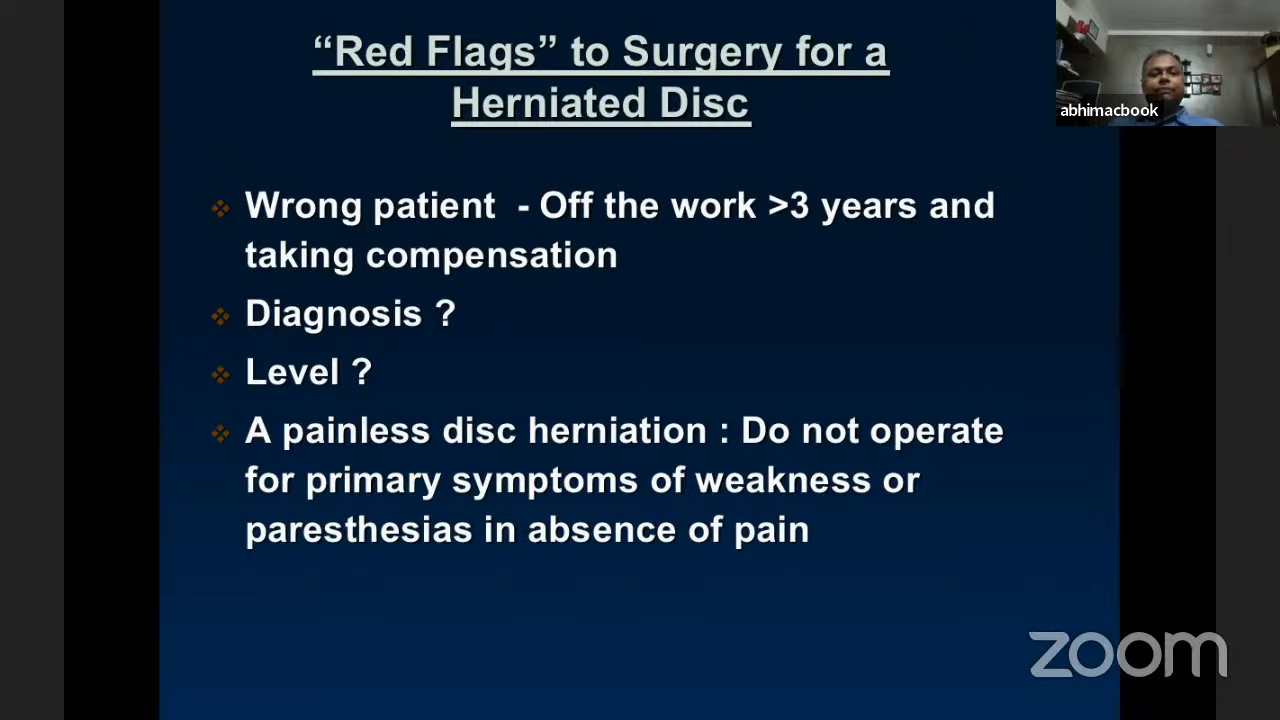 “Red Flags” to Surgery for a
Herniated Disc
abhimacbook
Wrong patient - Off the work >3 years and
taking compensation
Diagnosis ?
Level ?
A painless disc herniation : Do not operate
for primary symptoms of weakness or
paresthesias in absence of pain
zoom